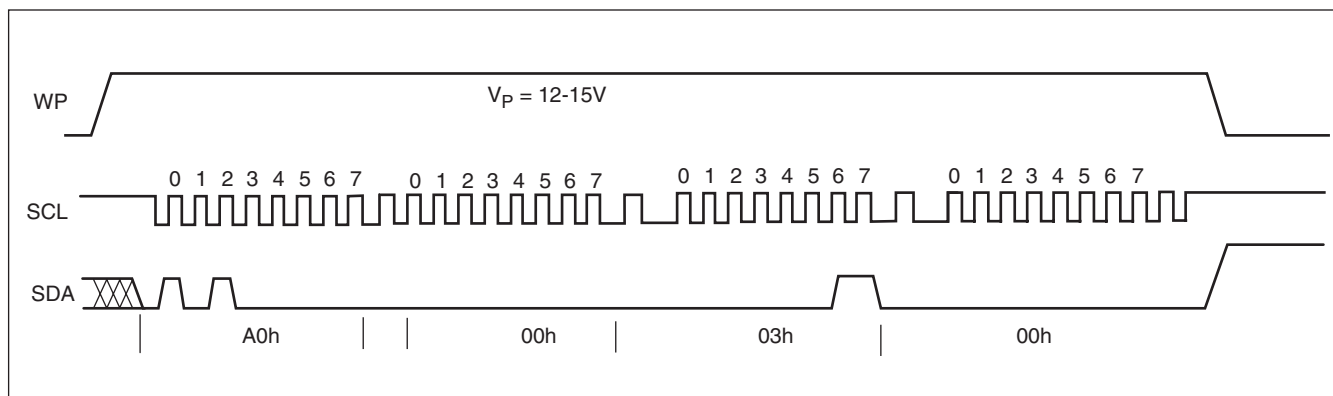 WP
V_P = 12-15V
0 1 2 3 4 5 6 7 0 1 2 3 4 5 6 7 0 1 2 3 4 5 6 7 0 1 2 3 4 5 6 7
SCL
SDA
A0h 00h 03h 00h